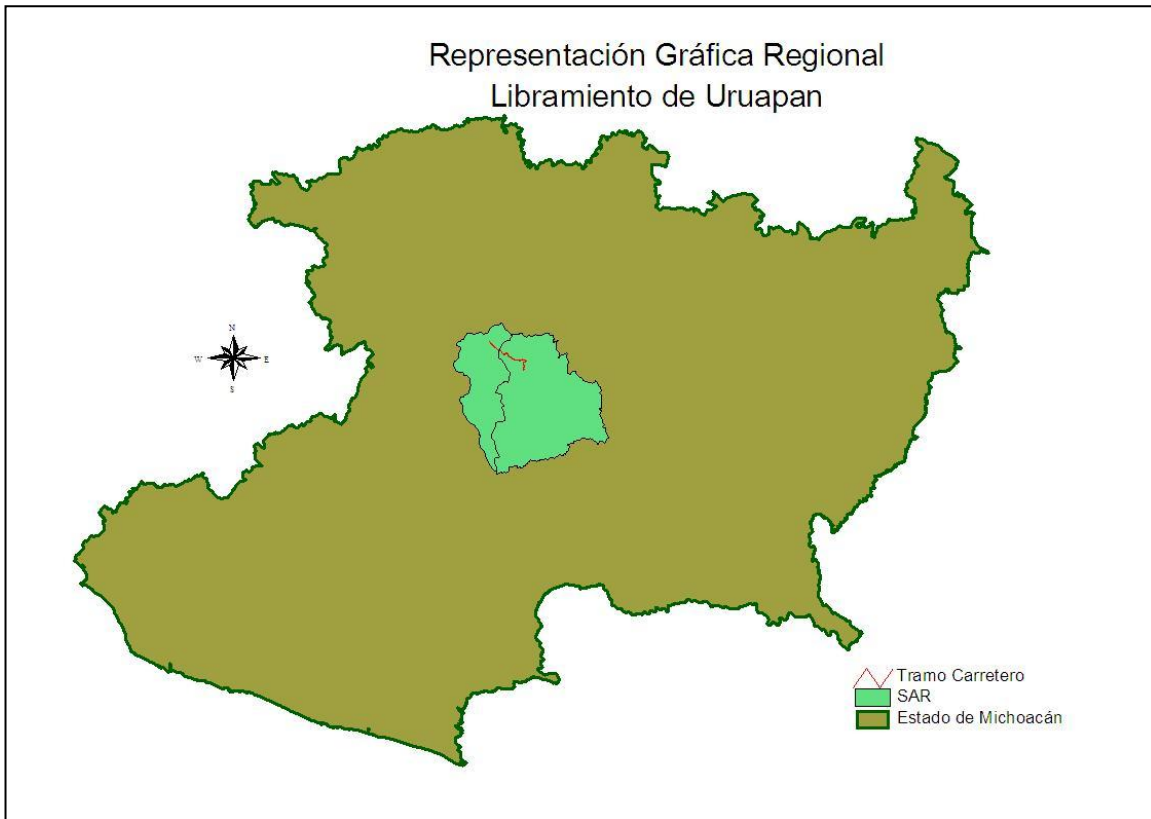 Representación Gráfica Regional
Libramiento de Uruapan
N
W E
S
Tramo Carretero
SAR
Estado de Michoacán